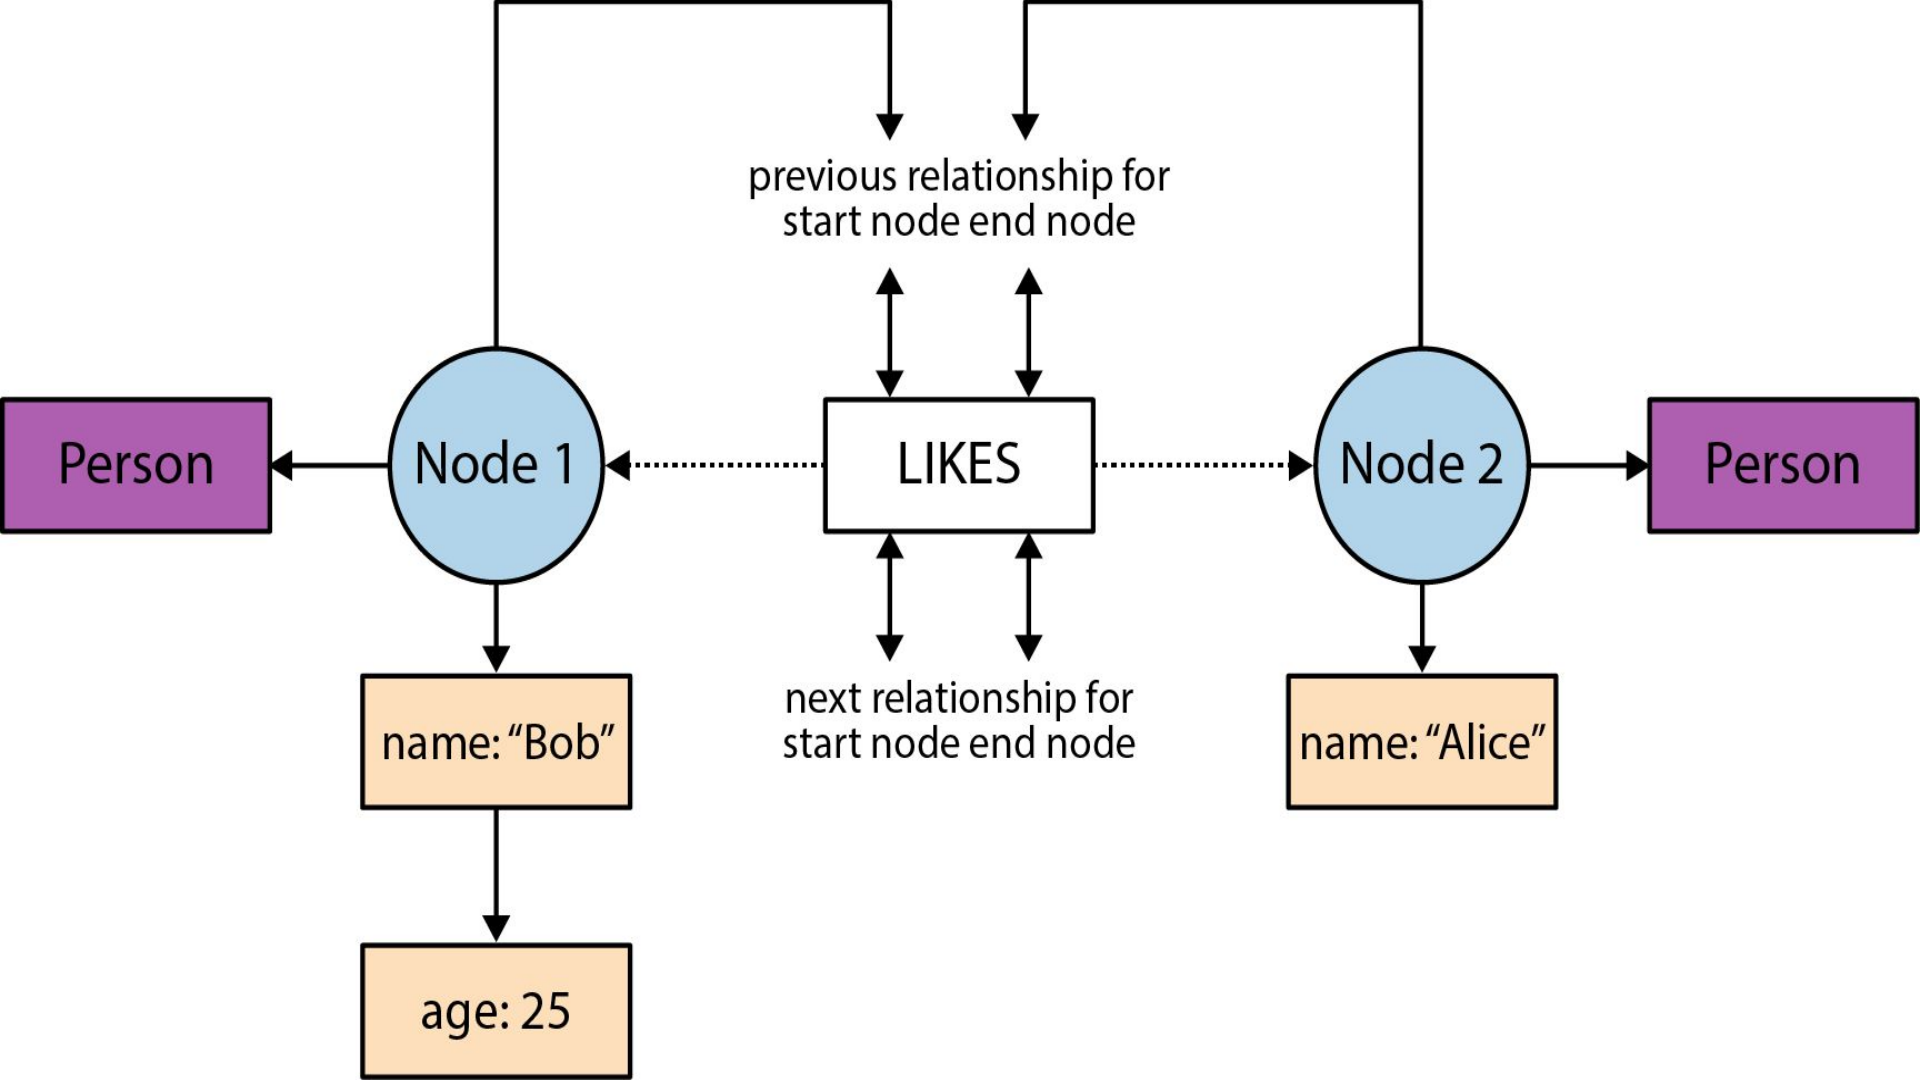 previous relationship for
start node end node
Person
Node 1
LIKES
Node 2
Person
name: “Bob”
next relationship for
start node end node
name: “Alice”
age: 25